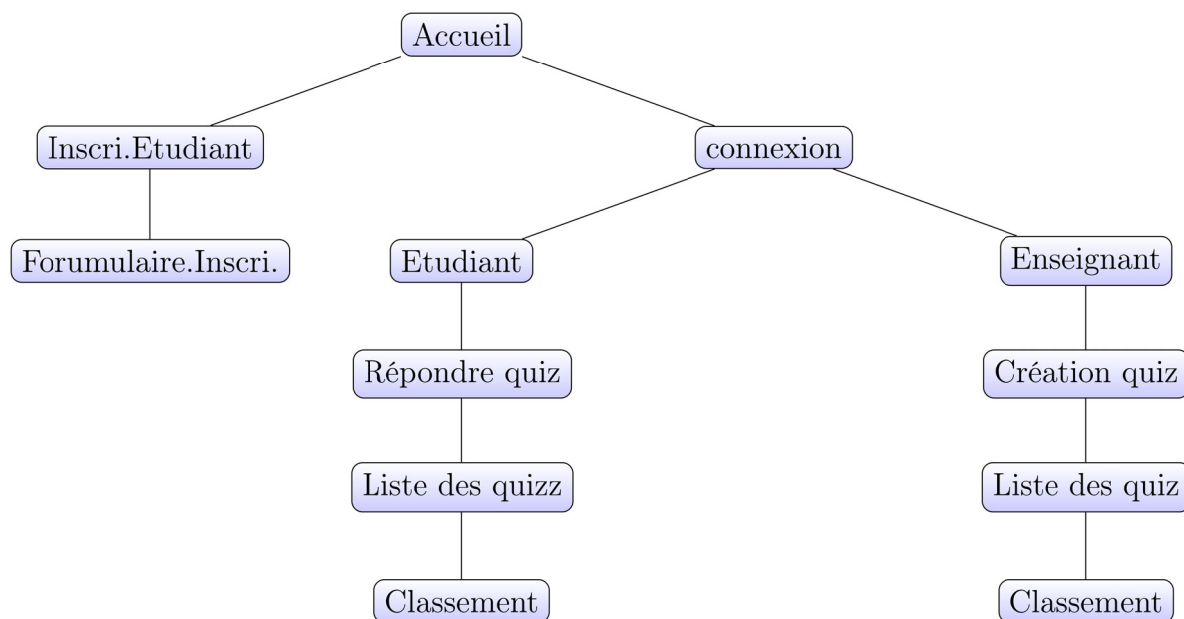 Accueil
Inscri.Etudiant
connexion
Forumulaire.Inscri.
Etudiant
Enseignant
Répondre quiz
Création quiz
Liste des quizz
Liste des quiz
Classement
Classement